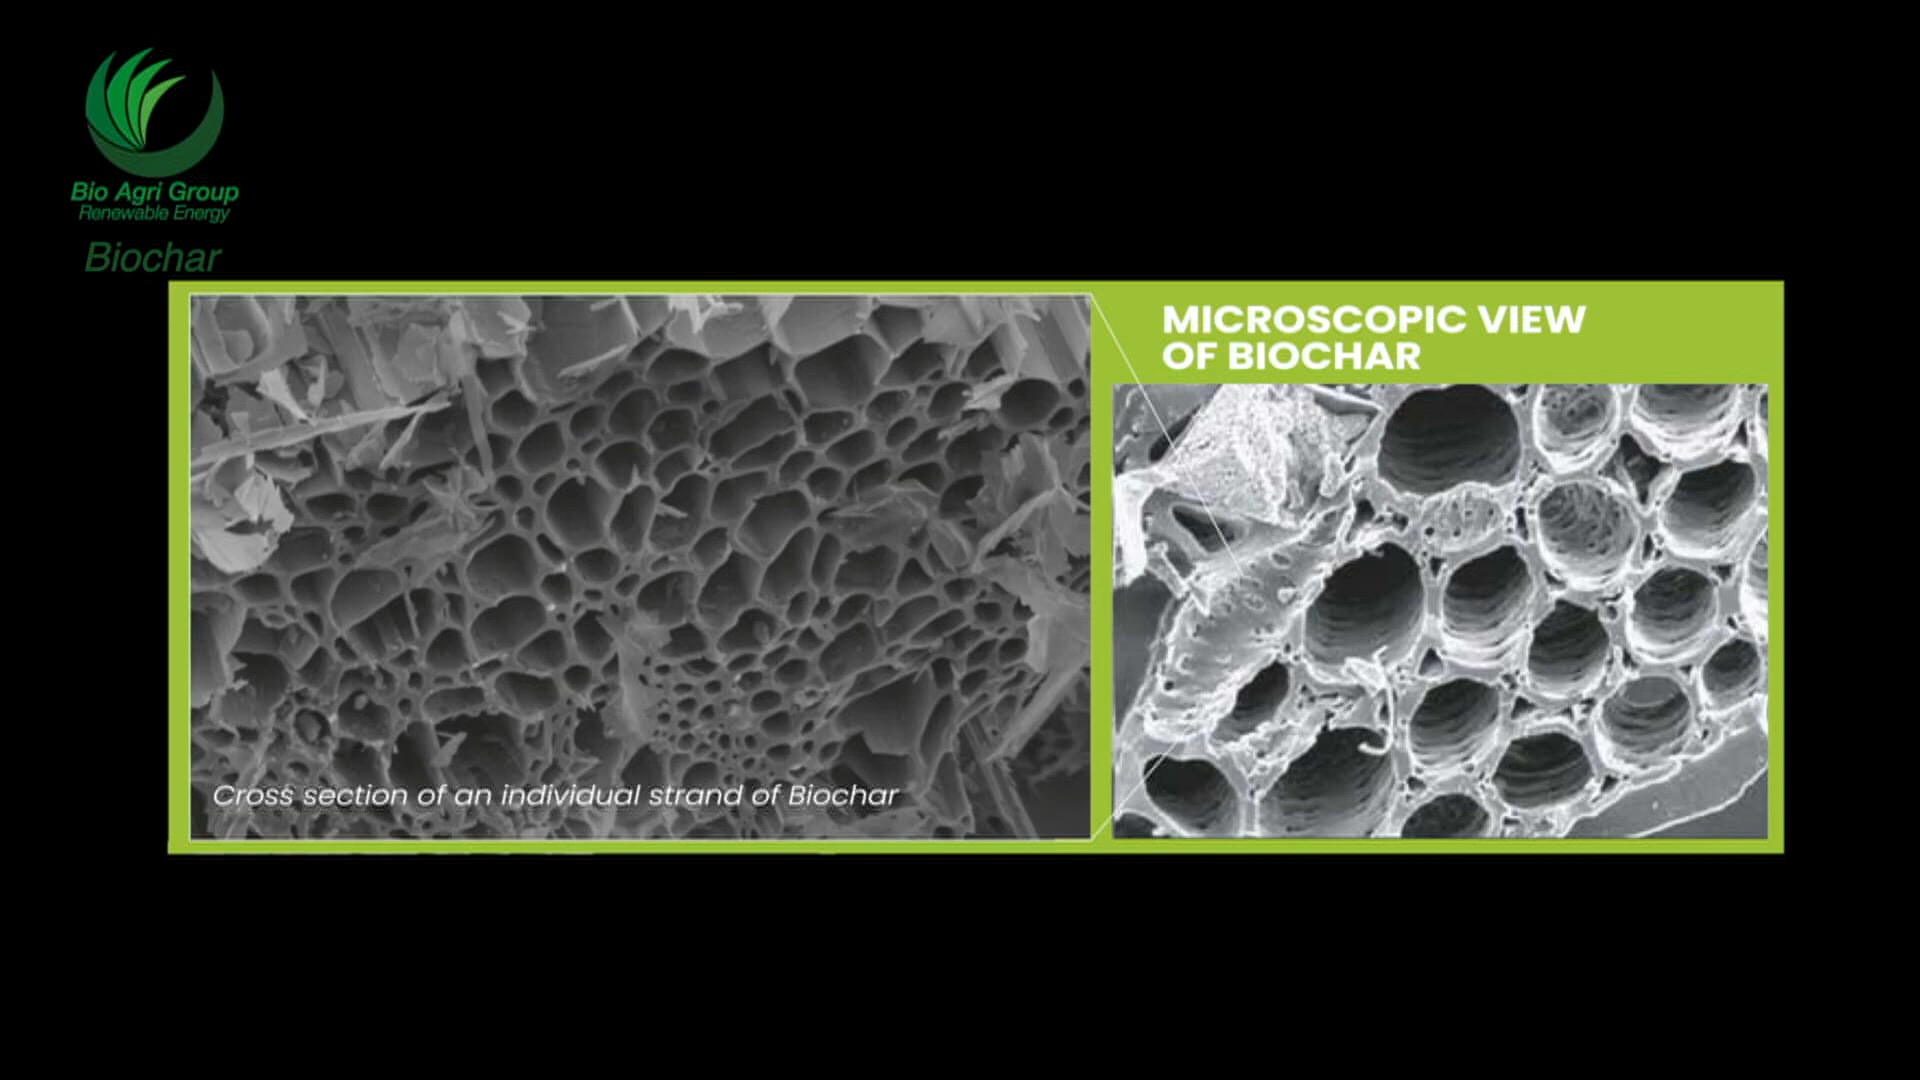 Bio Agri Group
Renewable Energy
Biochar
MICROSCOPIC VIEW
OF BIOCHAR
Cross section of an individual strand of Biochar